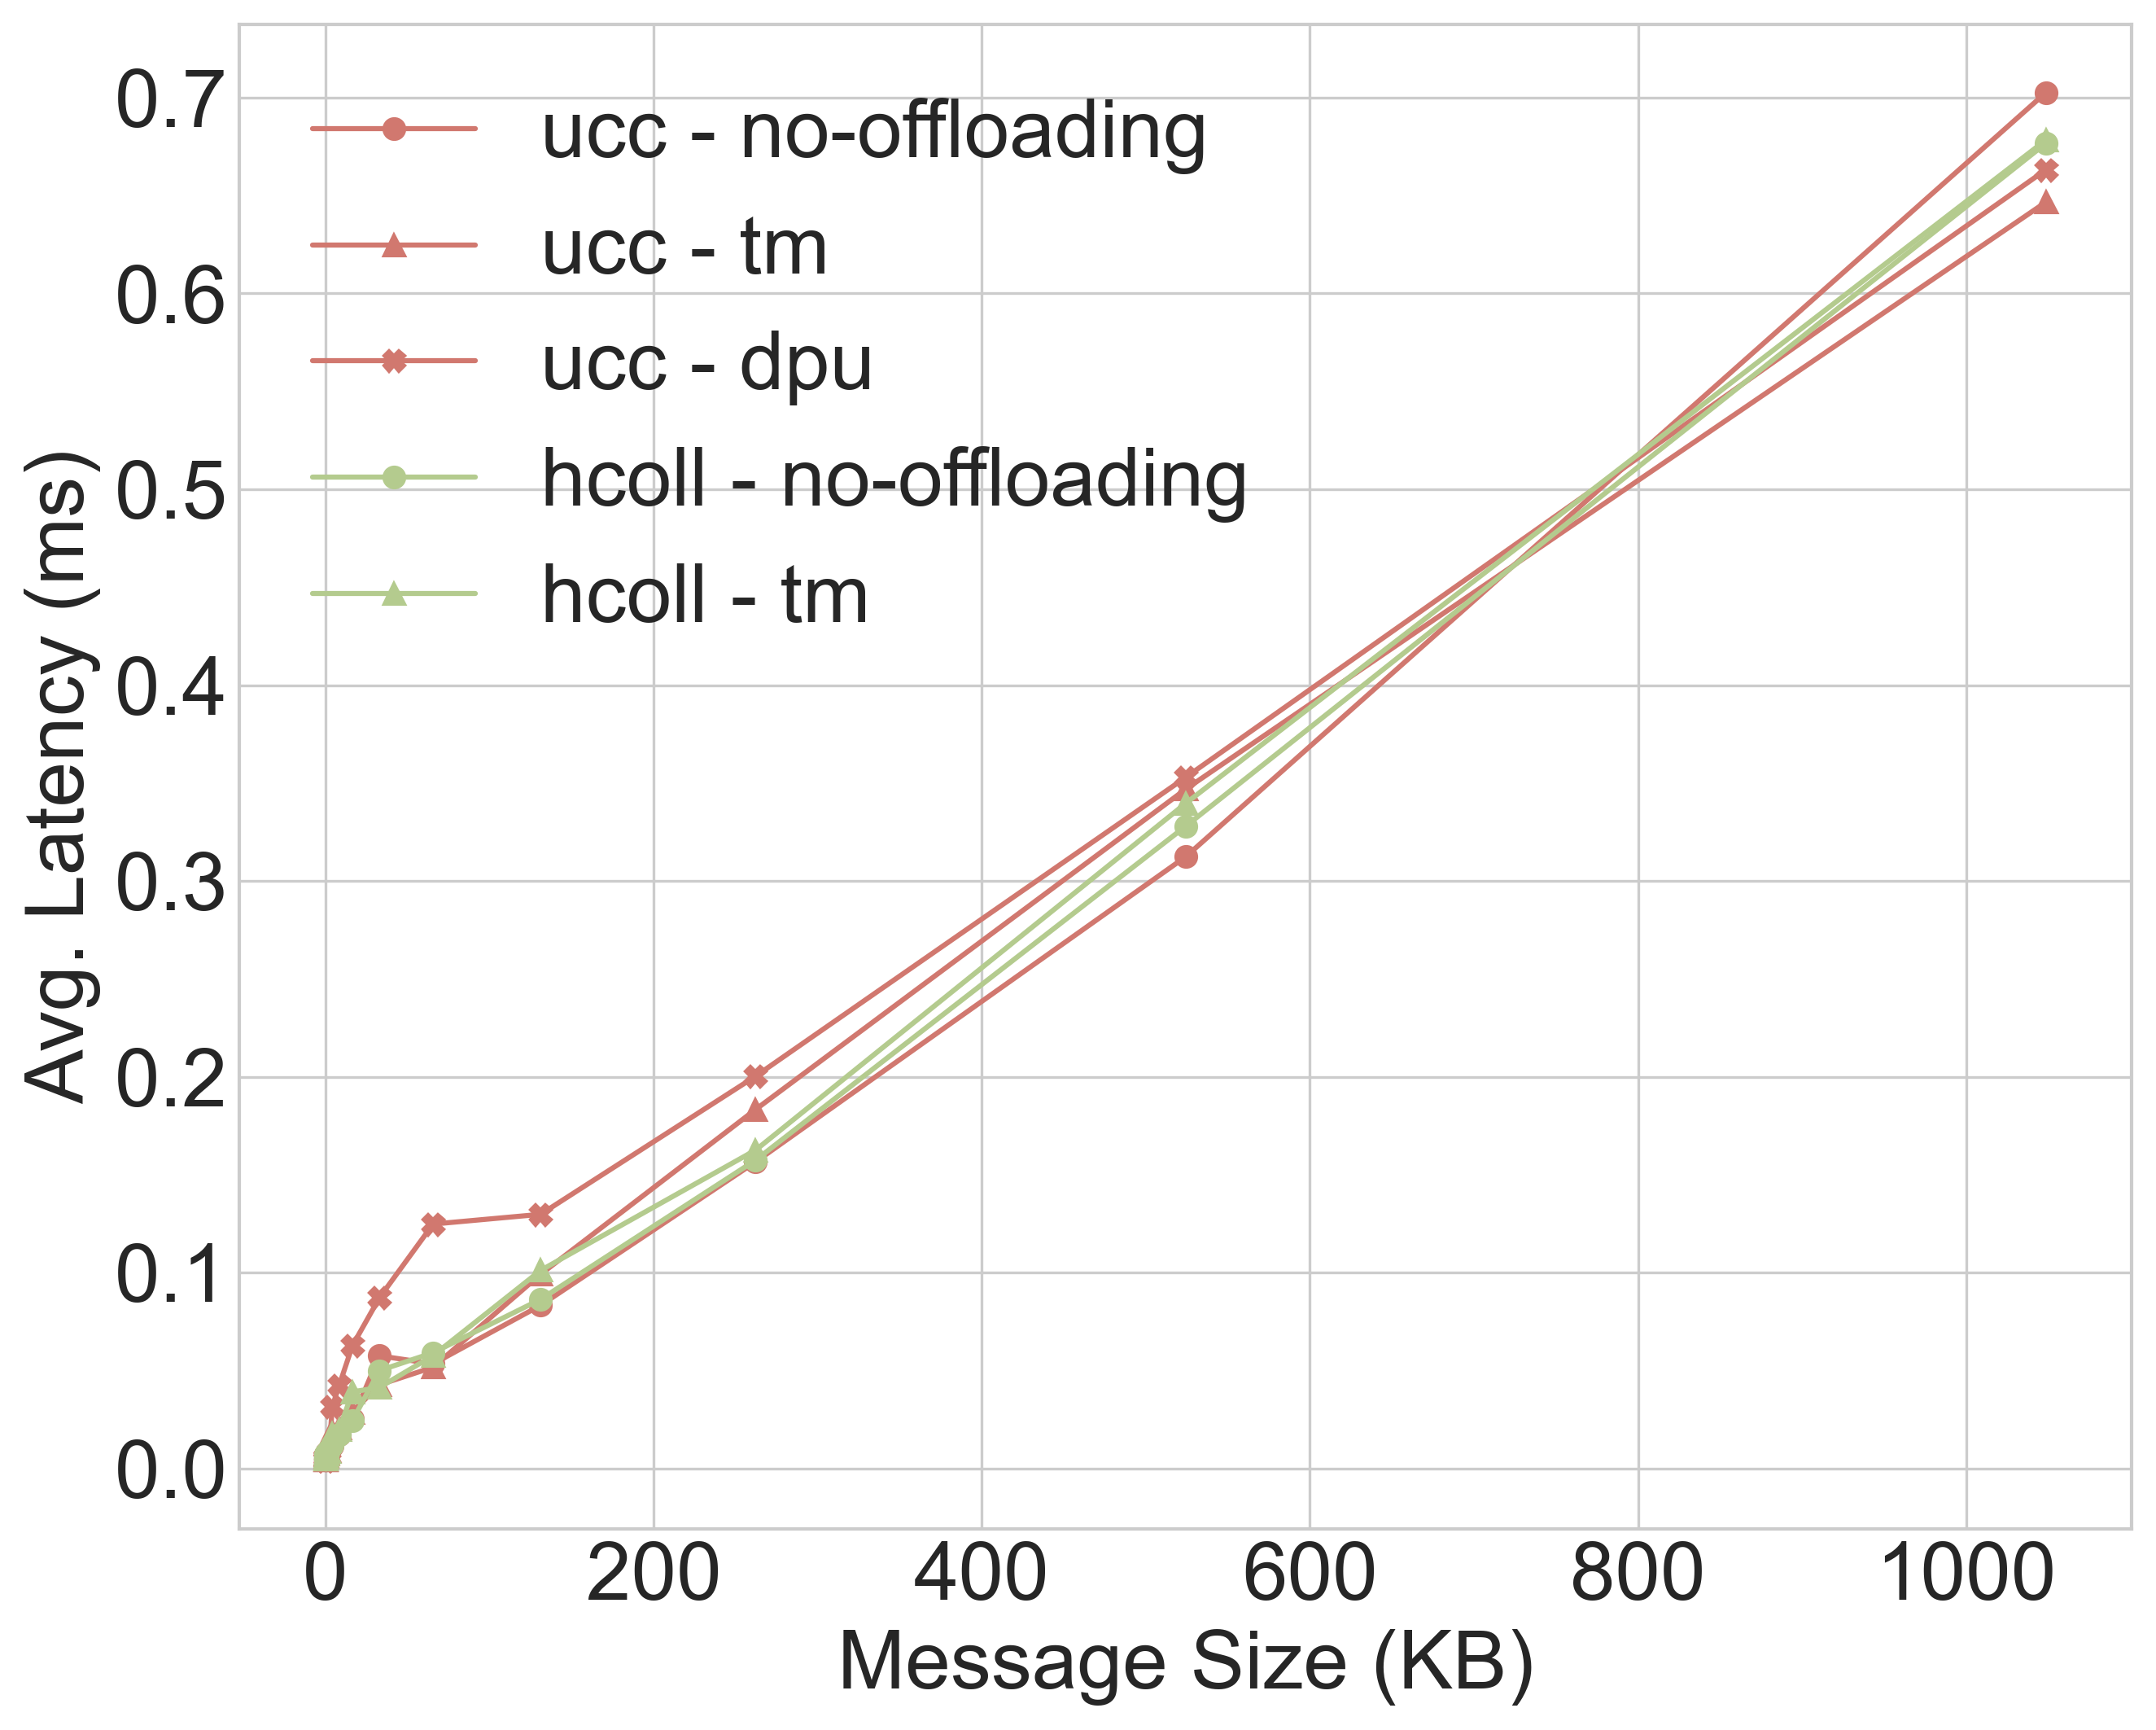 0.7
0.6
0.5
0.4
0.3
0.2
0.1
0.0
Avg. Latency (ms)
ucc - no-offloading
ucc - tm
ucc - dpu
hcoll - no-offloading
hcoll - tm
0 200 400 600 800 1000
Message Size (KB)